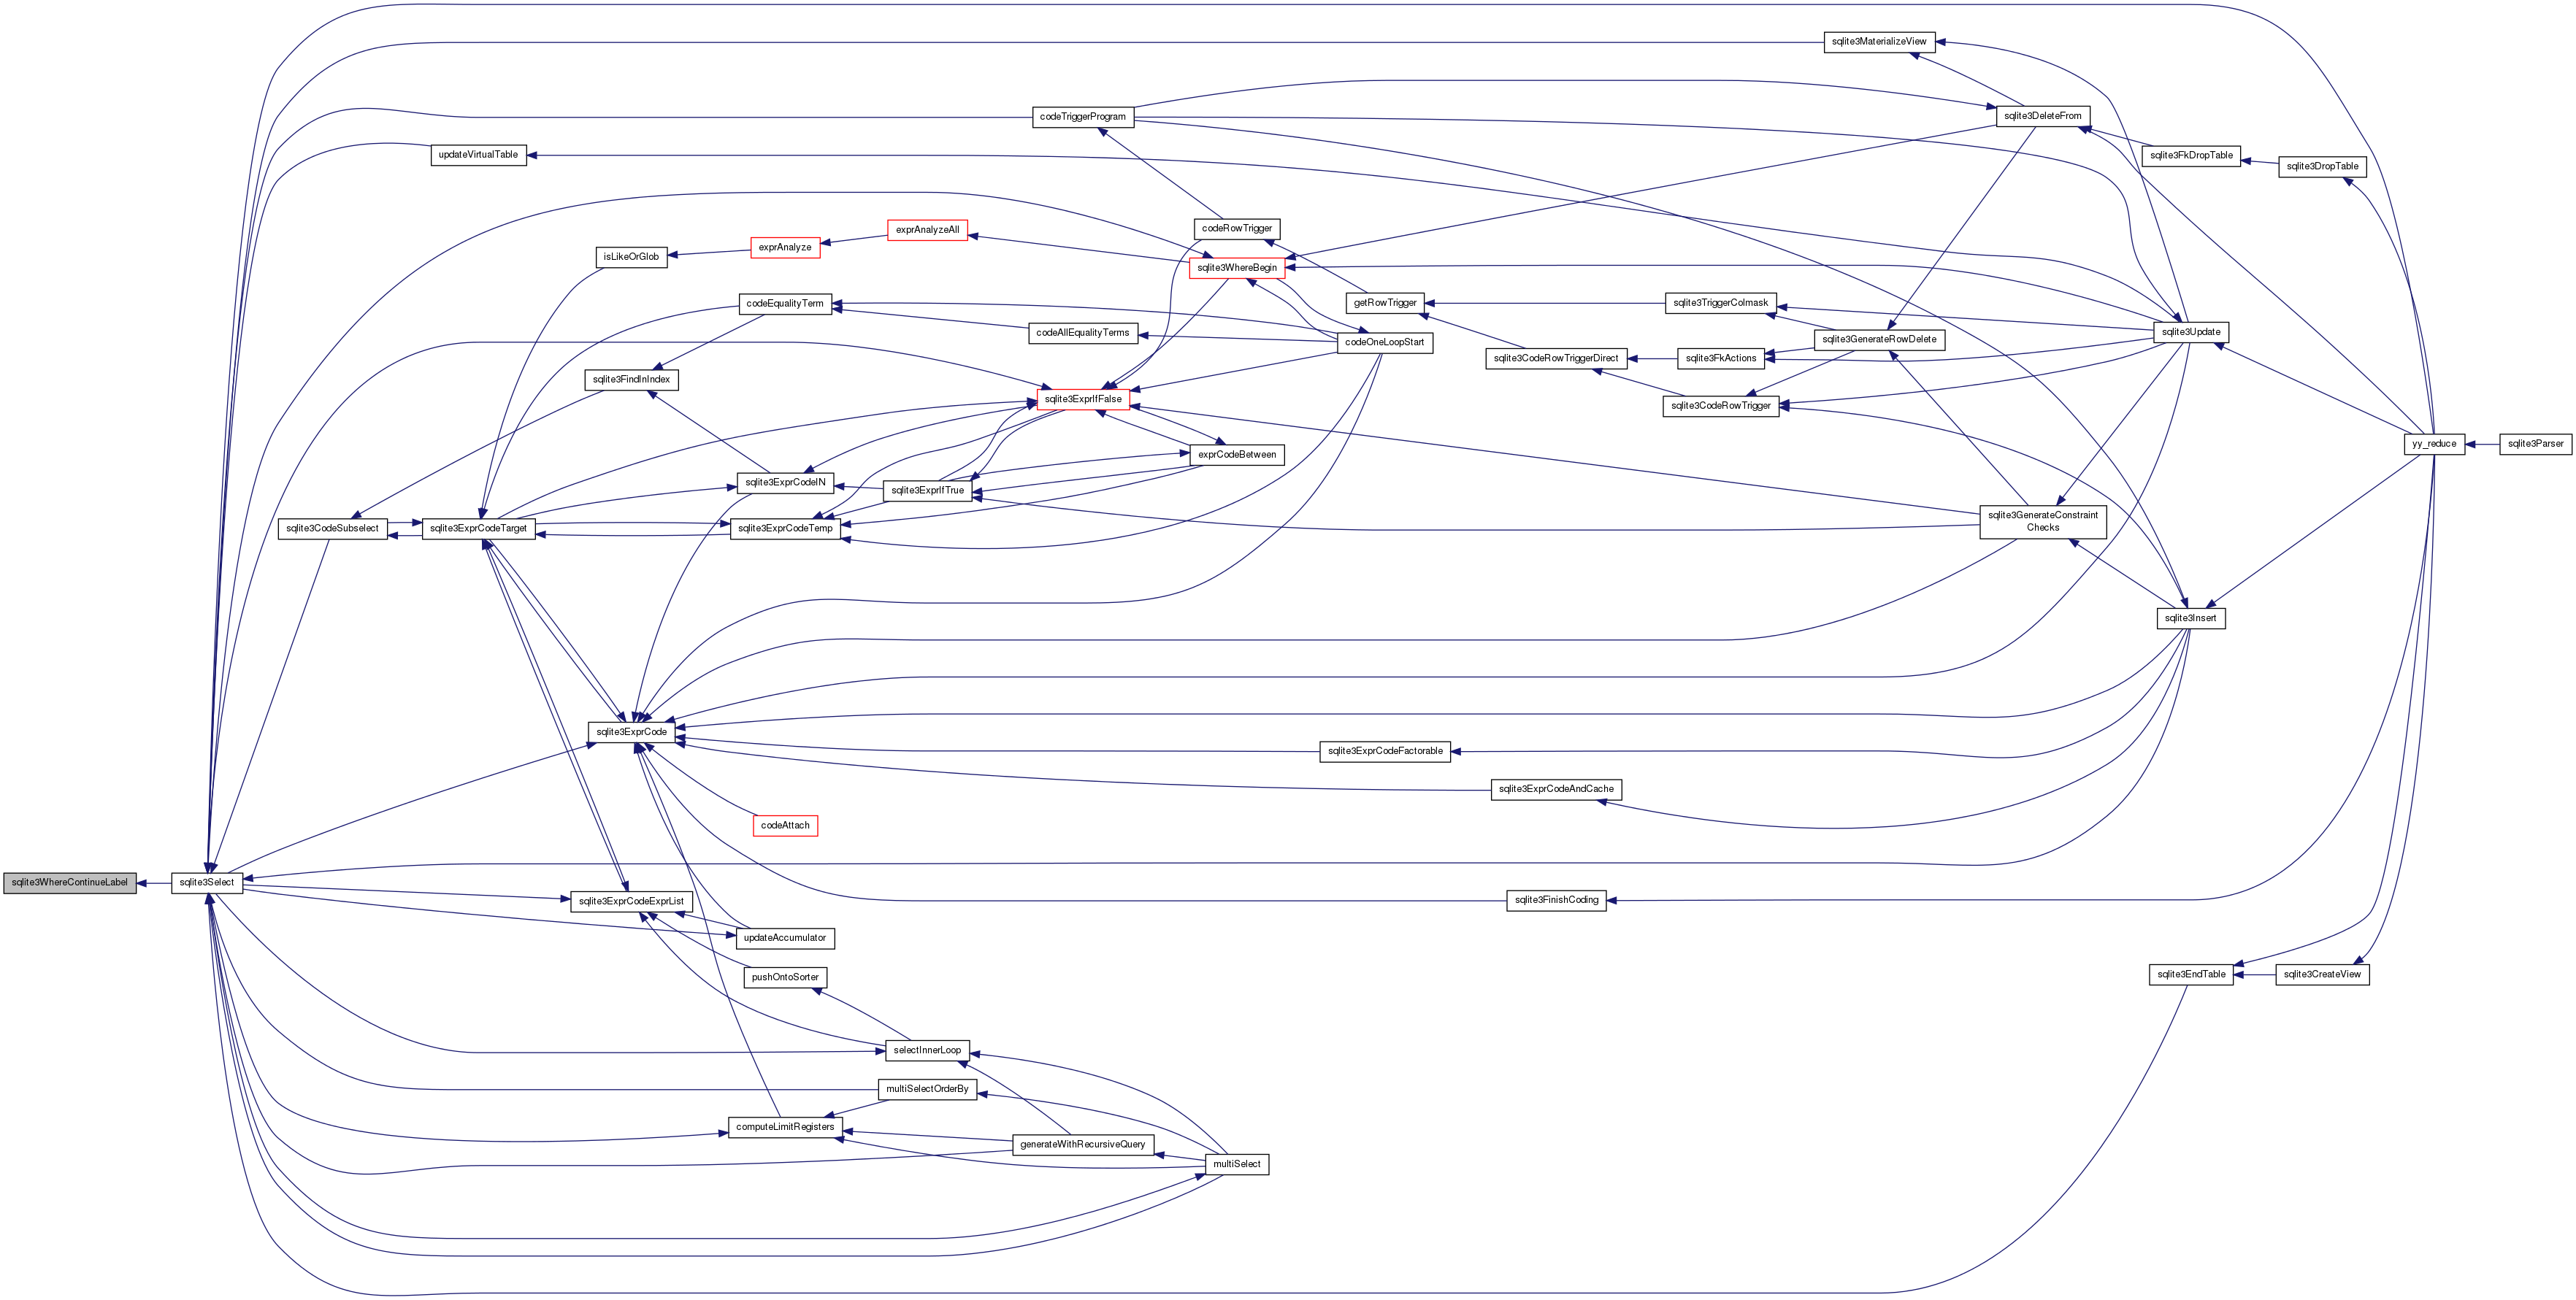 sqlite3MaterializeView
sqlite3DeleteFrom
codeTriggerProgram
updateVirtualTable
sqlite3FkDropTable
sqlite3DropTable
codeRowTrigger
exprAnalyzeAll
exprAnalyze
isLikeOrGlob
sqlite3WhereBegin
codeEqualityTerm
getRowTrigger
sqlite3TriggerColmask
codeAllEqualityTerms
codeOneLoopStart
sqlite3GenerateRowDelete
sqlite3Update
sqlite3CodeRowTriggerDirect
sqlite3FkActions
sqlite3FindInIndex
sqlite3ExprIfFalse
sqlite3CodeRowTrigger
yy_reduce
sqlite3Parser
exprCodeBetween
sqlite3ExprCodeIN
sqlite3ExprIfTrue
sqlite3CodeSubselect
sqlite3ExprCodeTarget
sqlite3ExprCodeTemp
sqlite3GenerateConstraint
Checks
sqlite3Insert
sqlite3ExprCode
sqlite3ExprCodeFactorable
sqlite3ExprCodeAndCache
codeAttach
sqlite3WhereContinueLabel
sqlite3Select
sqlite3ExprCodeExprList
sqlite3FinishCoding
updateAccumulator
pushOntoSorter
sqlite3EndTable
sqlite3CreateView
selectInnerLoop
multiSelectOrderBy
computeLimitRegisters
generateWithRecursiveQuery
multiSelect